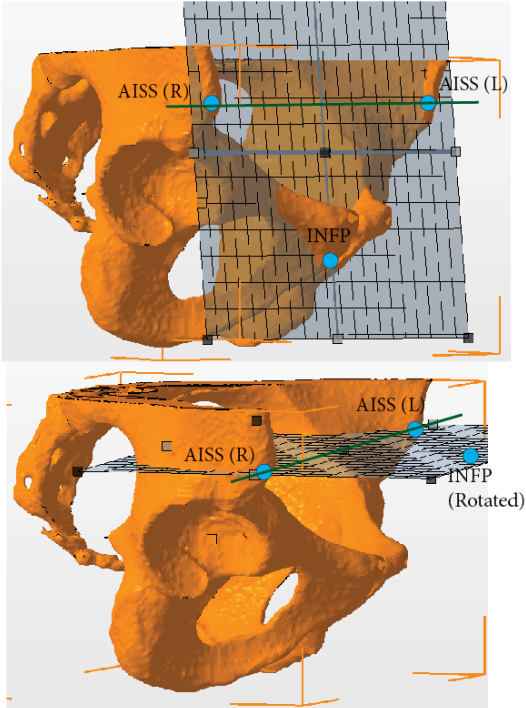 AISS (R)
AISS (L)
INFP
AISS (L)
AISS (R)
INFP
(Rotated)